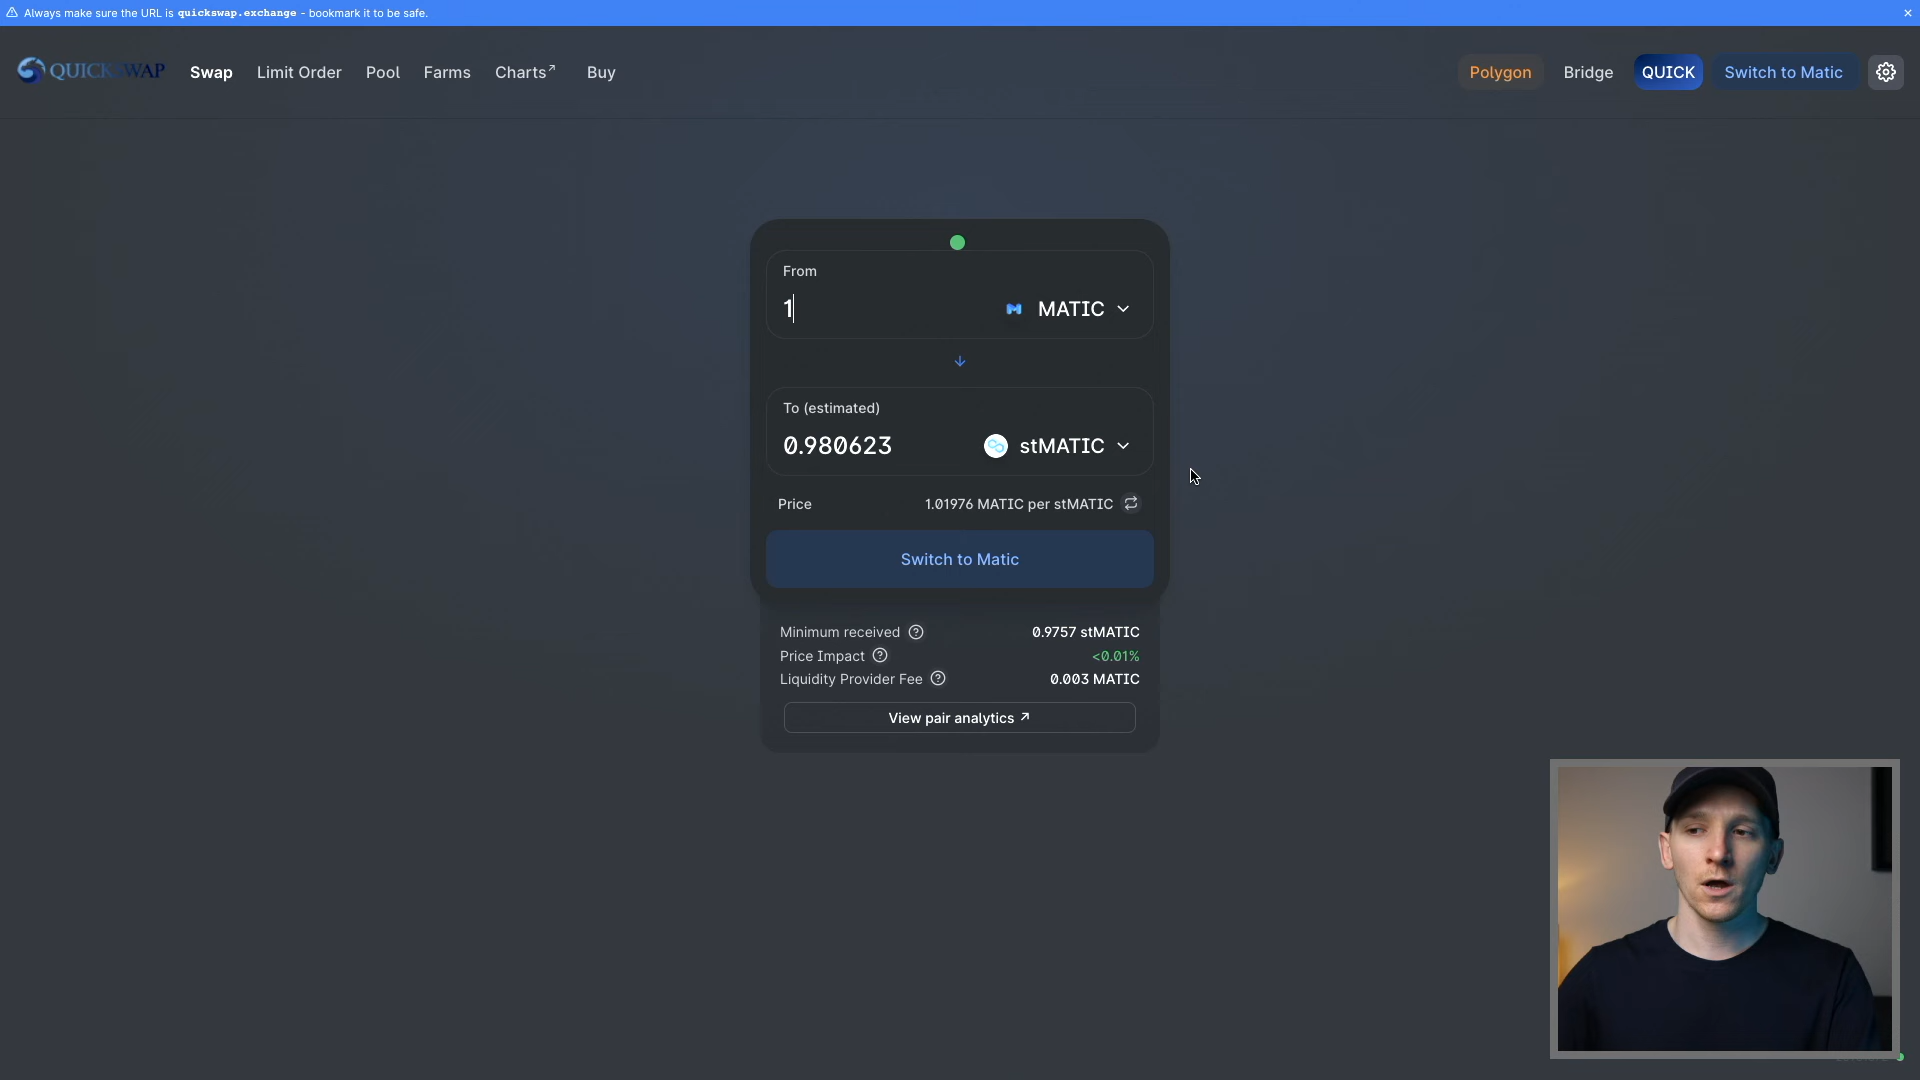 Always make sure the URL is quickswap.exchange - bookmark it to be safe.
QUICKSWAP
Swap
Limit Order
Pool
Farms
Charts↗
Buy
Polygon
Bridge
QUICK
Switch to Matic
From
1
MATIC
To (estimated)
0.980623
stMATIC
Price
1.01976 MATIC per stMATIC
Switch to Matic
Minimum received
0.9757 stMATIC
Price Impact
<0.01%
Liquidity Provider Fee
0.003 MATIC
View pair analytics ↗